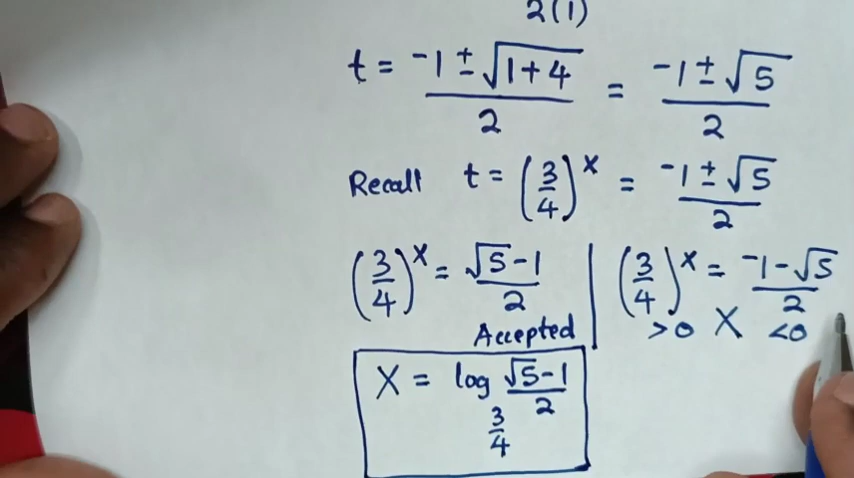 2(1)
t = -1 ± √1+4 / 2 = -1 ± √5 / 2
Recall t = (3/4)^x = -1 ± √5 / 2
(3/4)^x = √5-1 / 2 | (3/4)^x = -1-√5 / 2
Accepted >0 X <0
X = log 3/4 √5-1 / 2